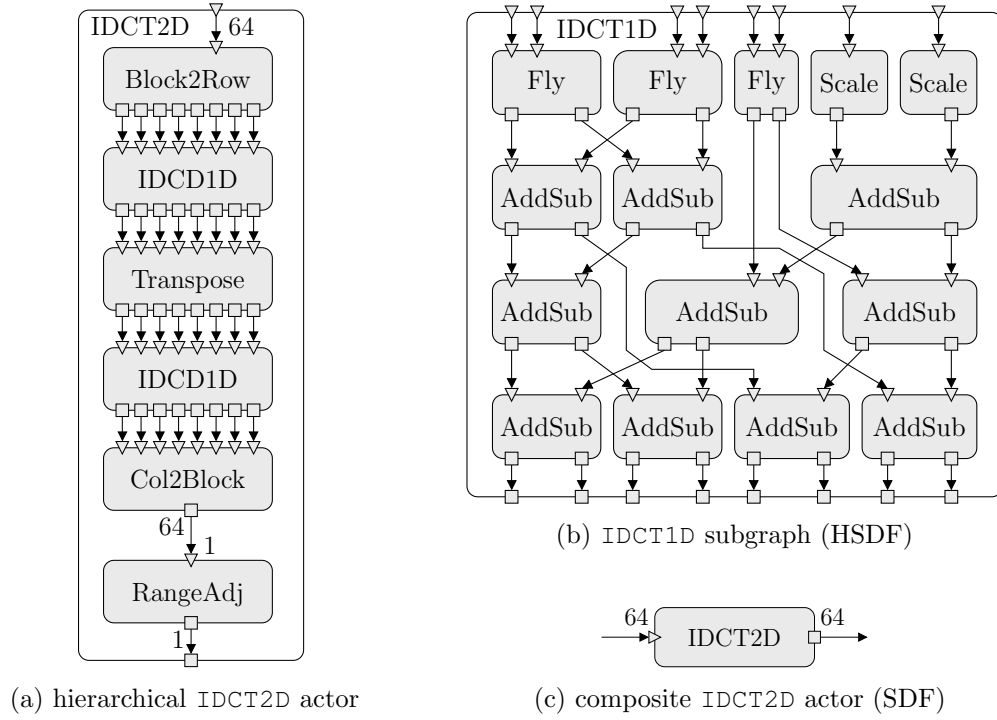 IDCT2D
64
Block2Row
IDCD1D
Transpose
IDCD1D
Col2Block
64
1
RangeAdj
1
(a) hierarchical IDCT2D actor
IDCT1D
Fly Fly Fly Scale Scale
AddSub AddSub AddSub
AddSub AddSub AddSub
AddSub AddSub AddSub AddSub
(b) IDCT1D subgraph (HSDF)
64 IDCT2D 64
(c) composite IDCT2D actor (SDF)